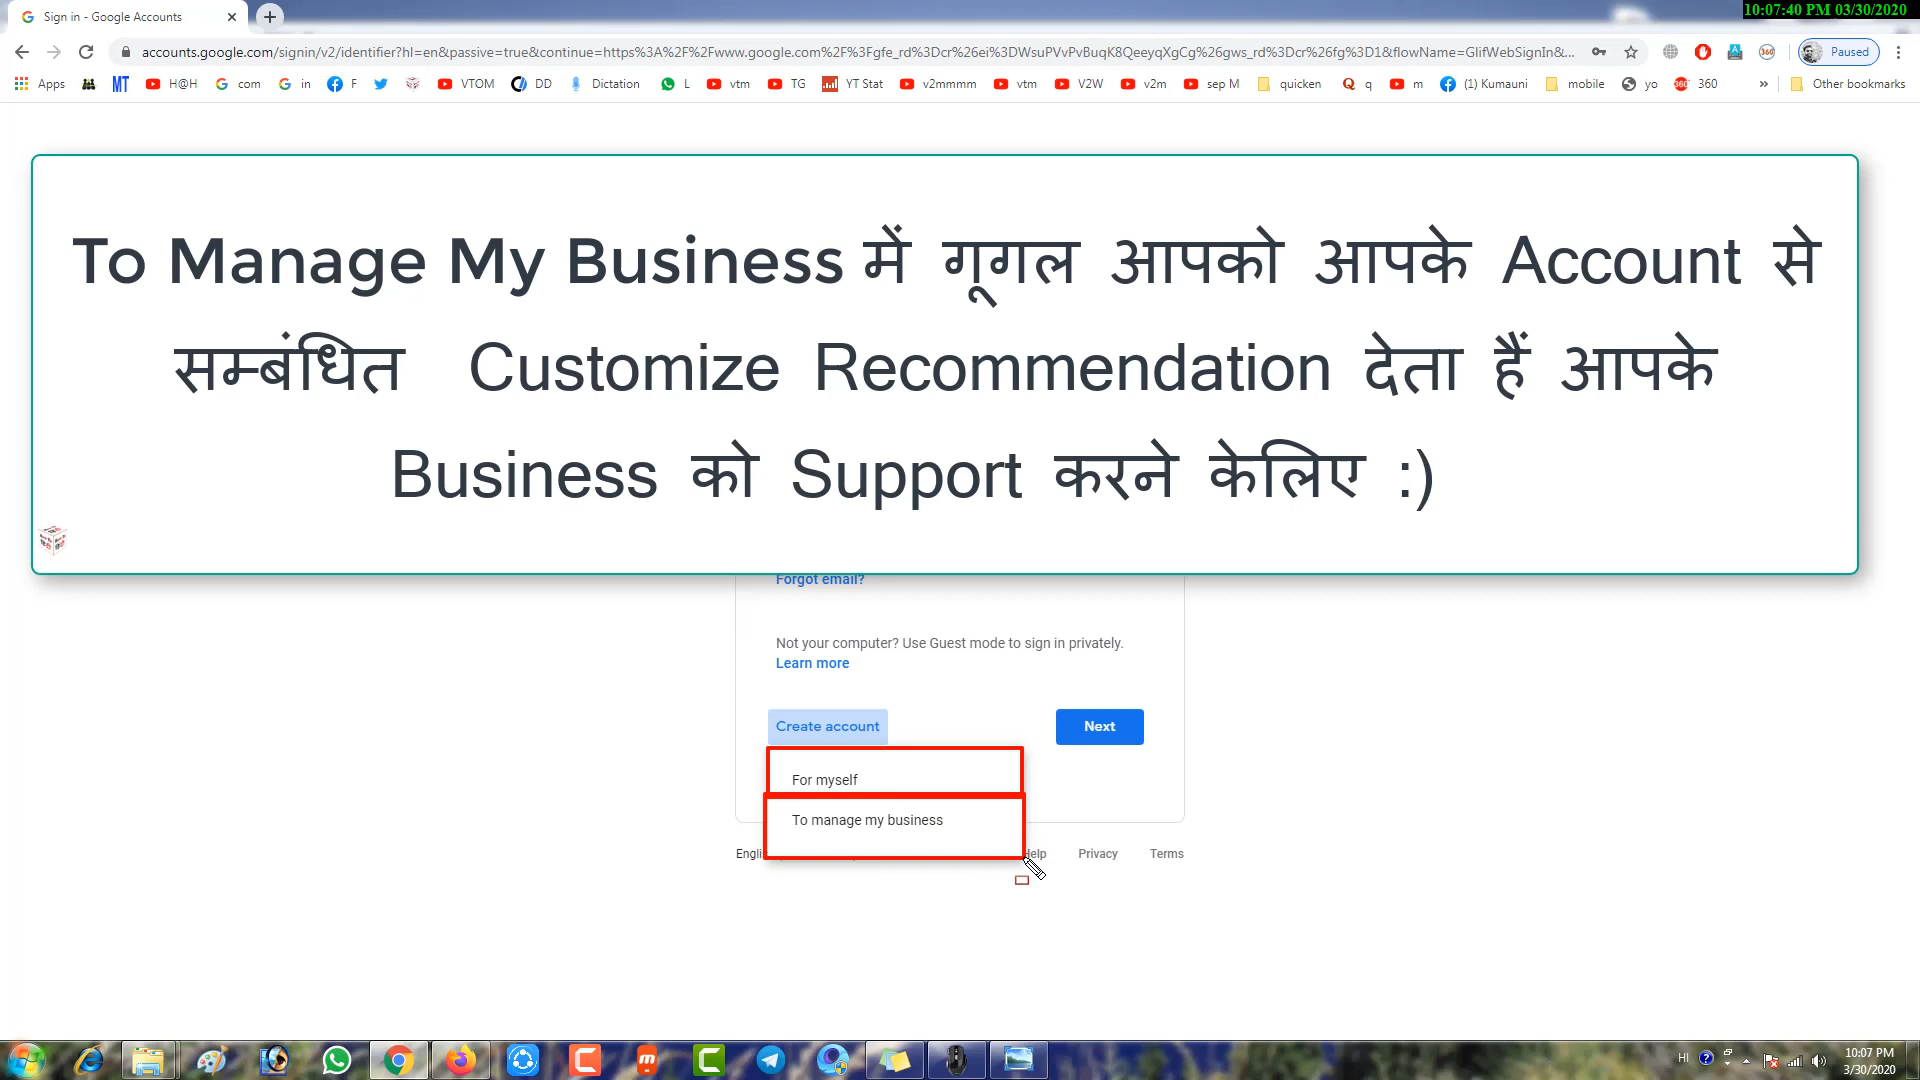 10:07:40 PM 03/30/2020
Sign in - Google Accounts
accounts.google.com/signin/v2/identifier?hl=en&passive=true&continue=https%3A%2F%2Fwww.google.com%2F%3Fgfe_rd%3Dcr%26ei%3DWsuPVvPvBuqK8QeeyqXgCg%26gws_rd%3Dcr%26fg%3D1&flowName=GlifWebSignIn&...
Paused
Apps MT H@H com in F VTOM DD Dictation L vtm TG YT Stat v2mmmm vtm V2W v2m sep M quicken q m (1) Kumauni mobile yo 360 » Other bookmarks
To Manage My Business में गूगल आपको आपके Account से
सम्बंधित Customize Recommendation देता हैं आपके
Business को Support करने केलिए :)
Forgot email?
Not your computer? Use Guest mode to sign in privately.
Learn more
Create account
Next
For myself
To manage my business
Help Privacy Terms
HI
10:07 PM
3/30/2020